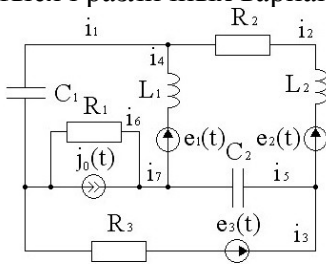 i₁
R₂
i₂
i₄
C₁
L₁
L₂
R₁
i₆
e₁(t)
e₂(t)
j₀(t)
C₂
i₇
i₅
R₃
e₃(t)
i₃